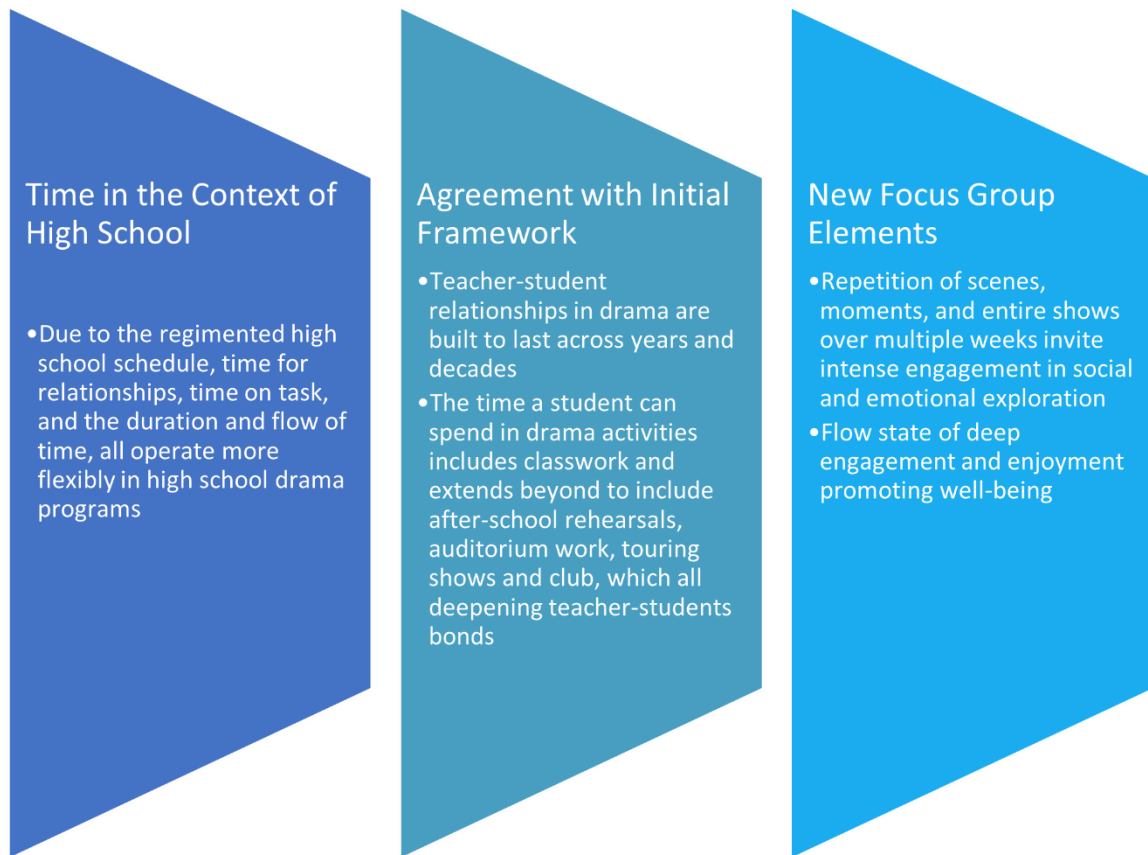 Time in the Context of
High School
•Due to the regimented high
school schedule, time for
relationships, time on task,
and the duration and flow of
time, all operate more
flexibly in high school drama
programs
Agreement with Initial
Framework
•Teacher-student
relationships in drama are
built to last across years and
decades
•The time a student can
spend in drama activities
includes classwork and
extends beyond to include
after-school rehearsals,
auditorium work, touring
shows and club, which all
deepening teacher-students
bonds
New Focus Group
Elements
•Repetition of scenes,
moments, and entire shows
over multiple weeks invite
intense engagement in social
and emotional exploration
•Flow state of deep
engagement and enjoyment
promoting well-being